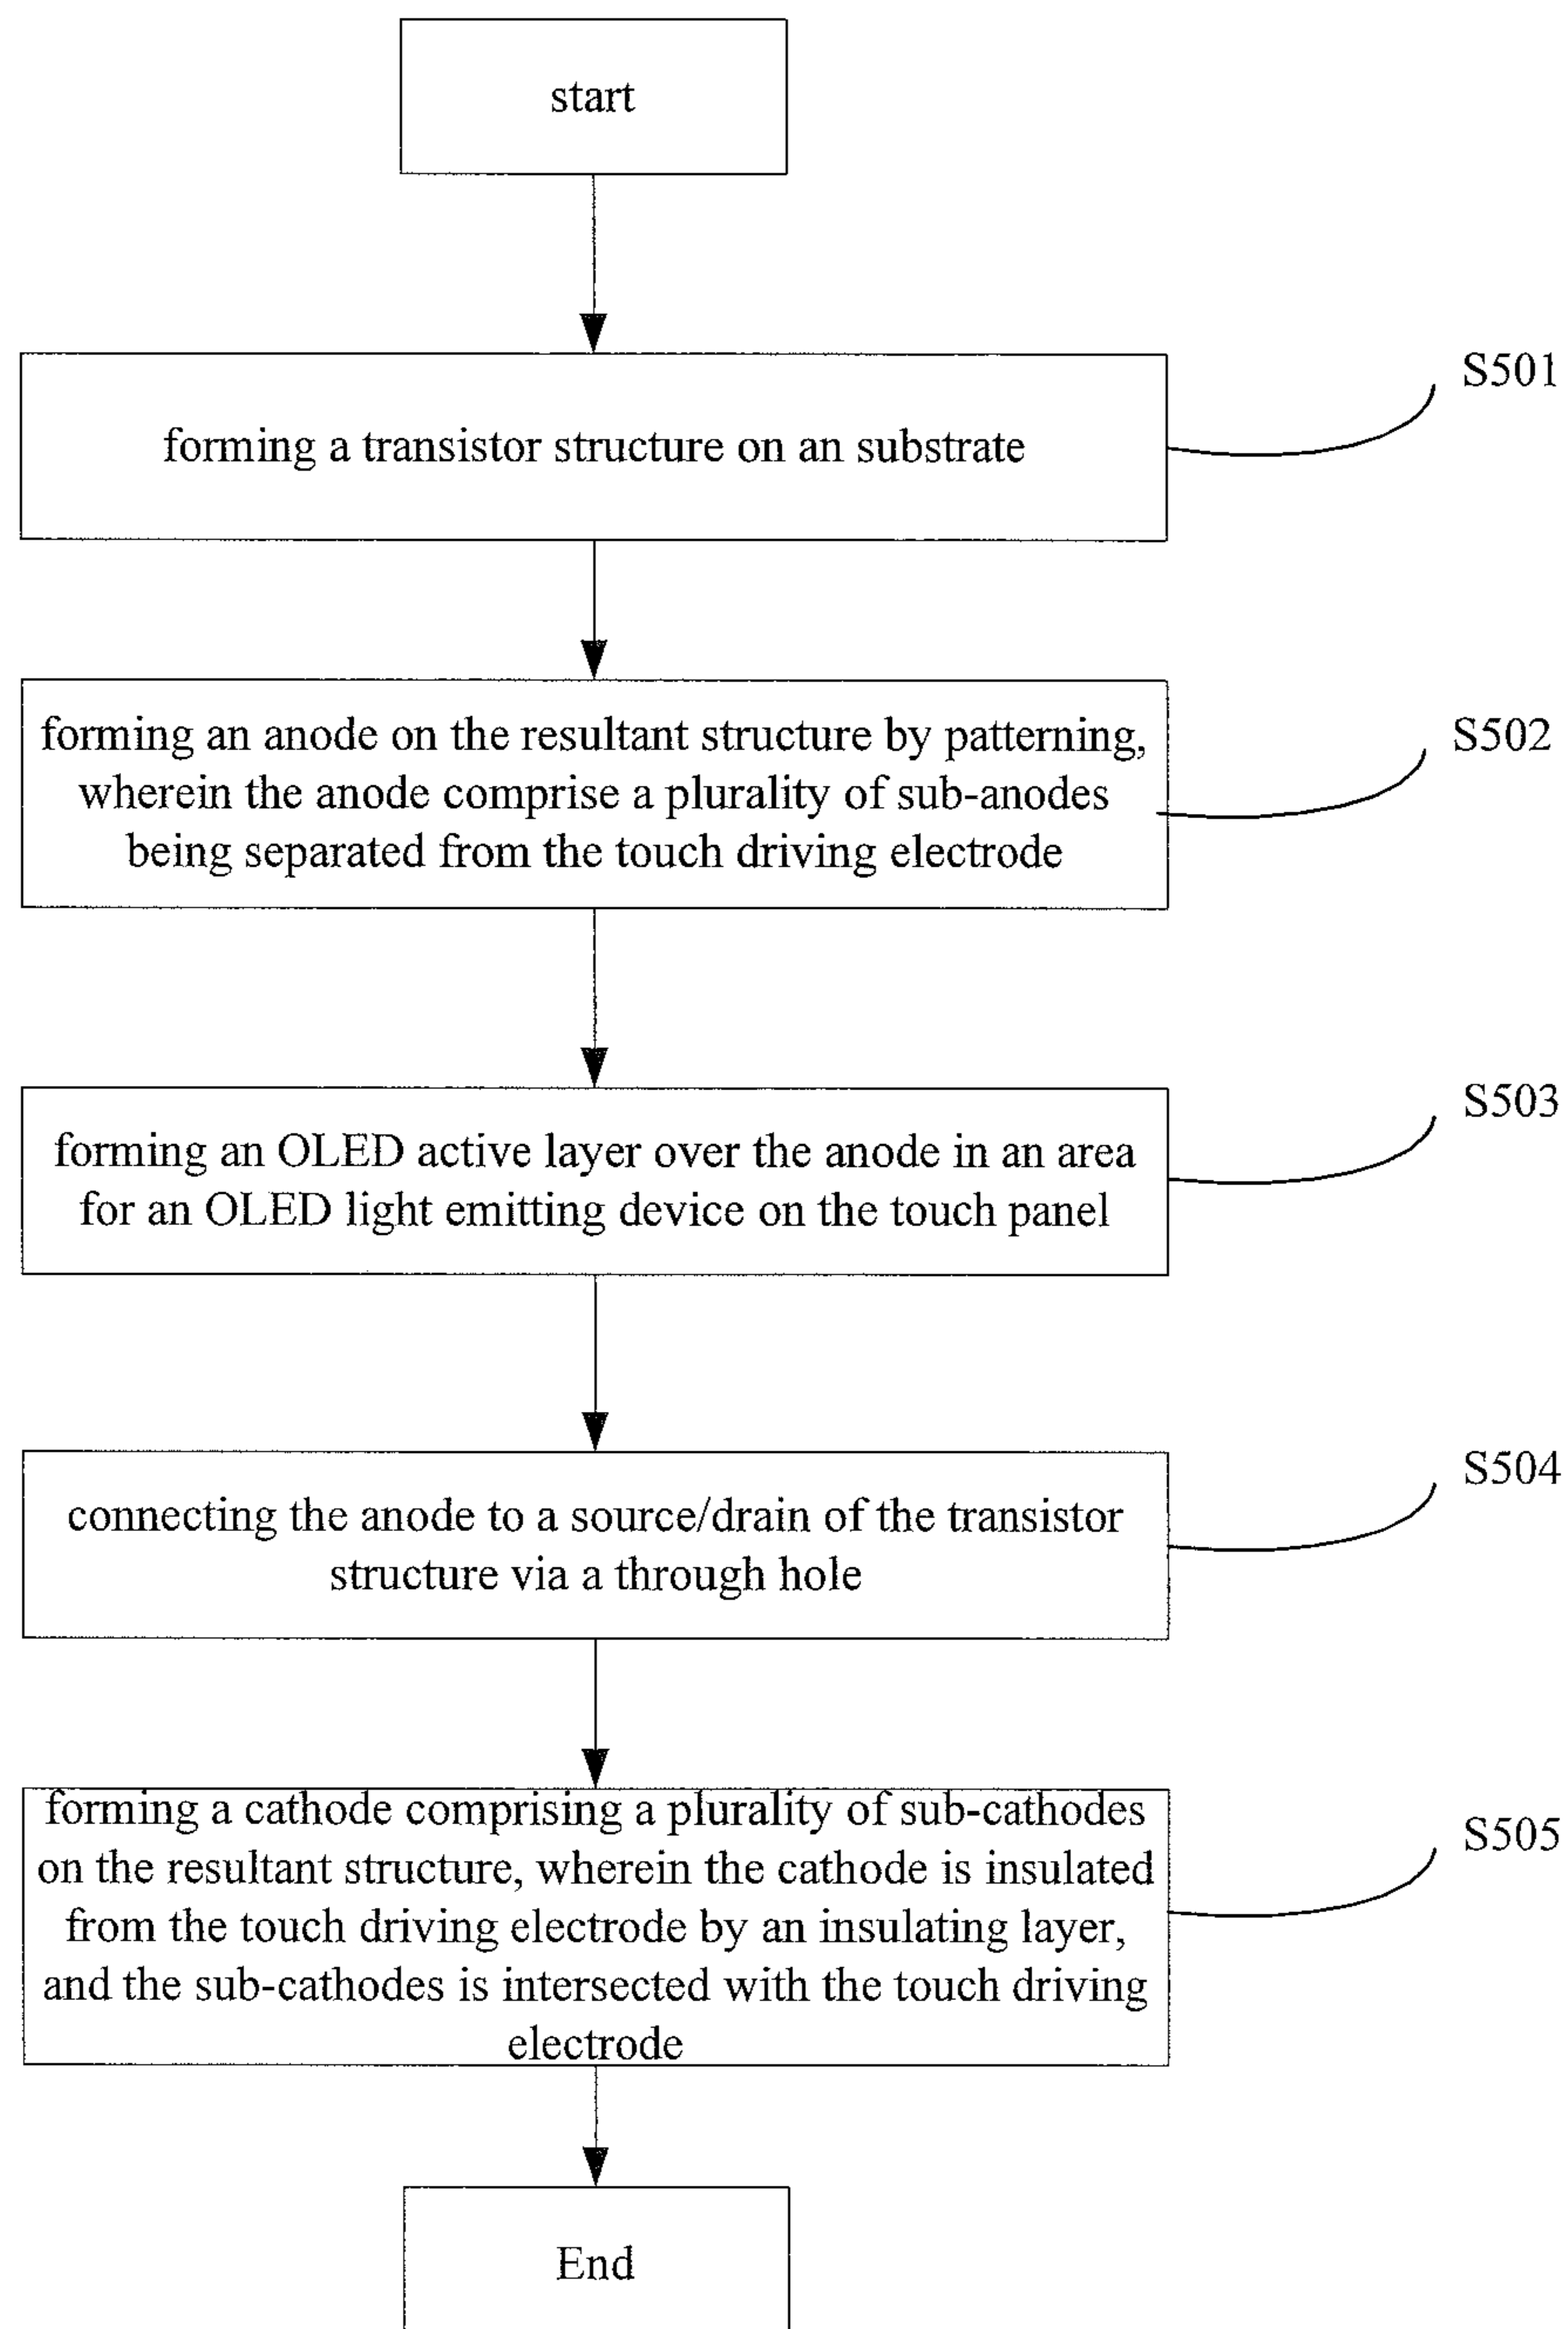 start
S501
forming a transistor structure on an substrate
S502
forming an anode on the resultant structure by patterning,
wherein the anode comprise a plurality of sub-anodes
being separated from the touch driving electrode
S503
forming an OLED active layer over the anode in an area
for an OLED light emitting device on the touch panel
S504
connecting the anode to a source/drain of the transistor
structure via a through hole
S505
forming a cathode comprising a plurality of sub-cathodes
on the resultant structure, wherein the cathode is insulated
from the touch driving electrode by an insulating layer,
and the sub-cathodes is intersected with the touch driving
electrode
End